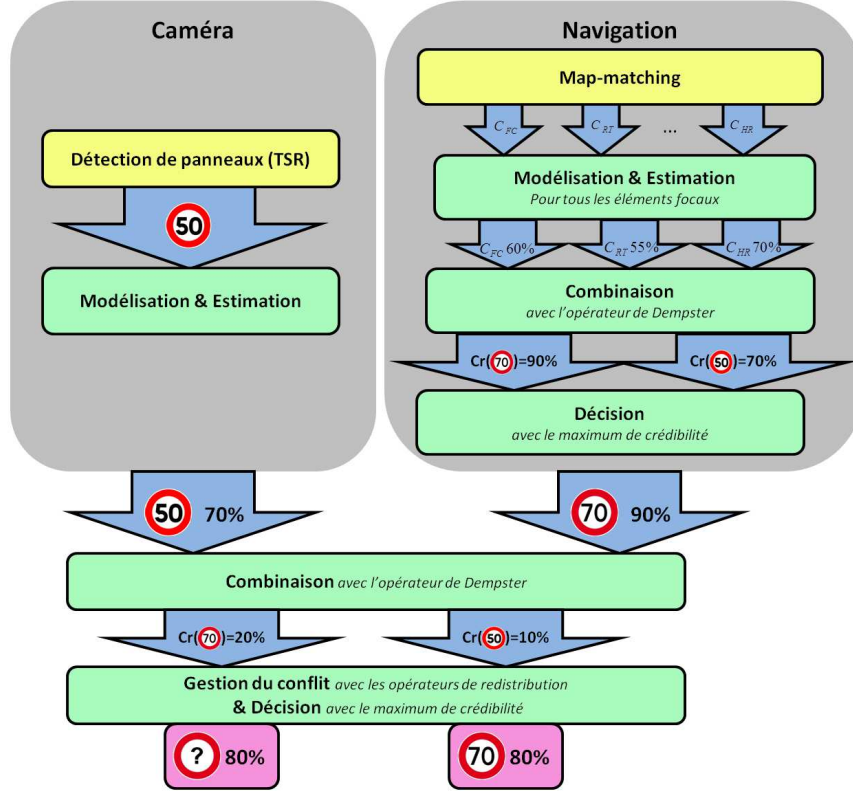 Caméra
Navigation
Map-matching
C_FC C_RT ... C_HR
Détection de panneaux (TSR)
Modélisation & Estimation
Pour tous les éléments focaux
50
C_FC 60% C_RT 55% C_HR 70%
Modélisation & Estimation
Combinaison
avec l'opérateur de Dempster
Cr(70)=90% Cr(50)=70%
Décision
avec le maximum de crédibilité
50 70%
70 90%
Combinaison avec l'opérateur de Dempster
Cr(70)=20% Cr(50)=10%
Gestion du conflit avec les opérateurs de redistribution
& Décision avec le maximum de crédibilité
? 80%
70 80%